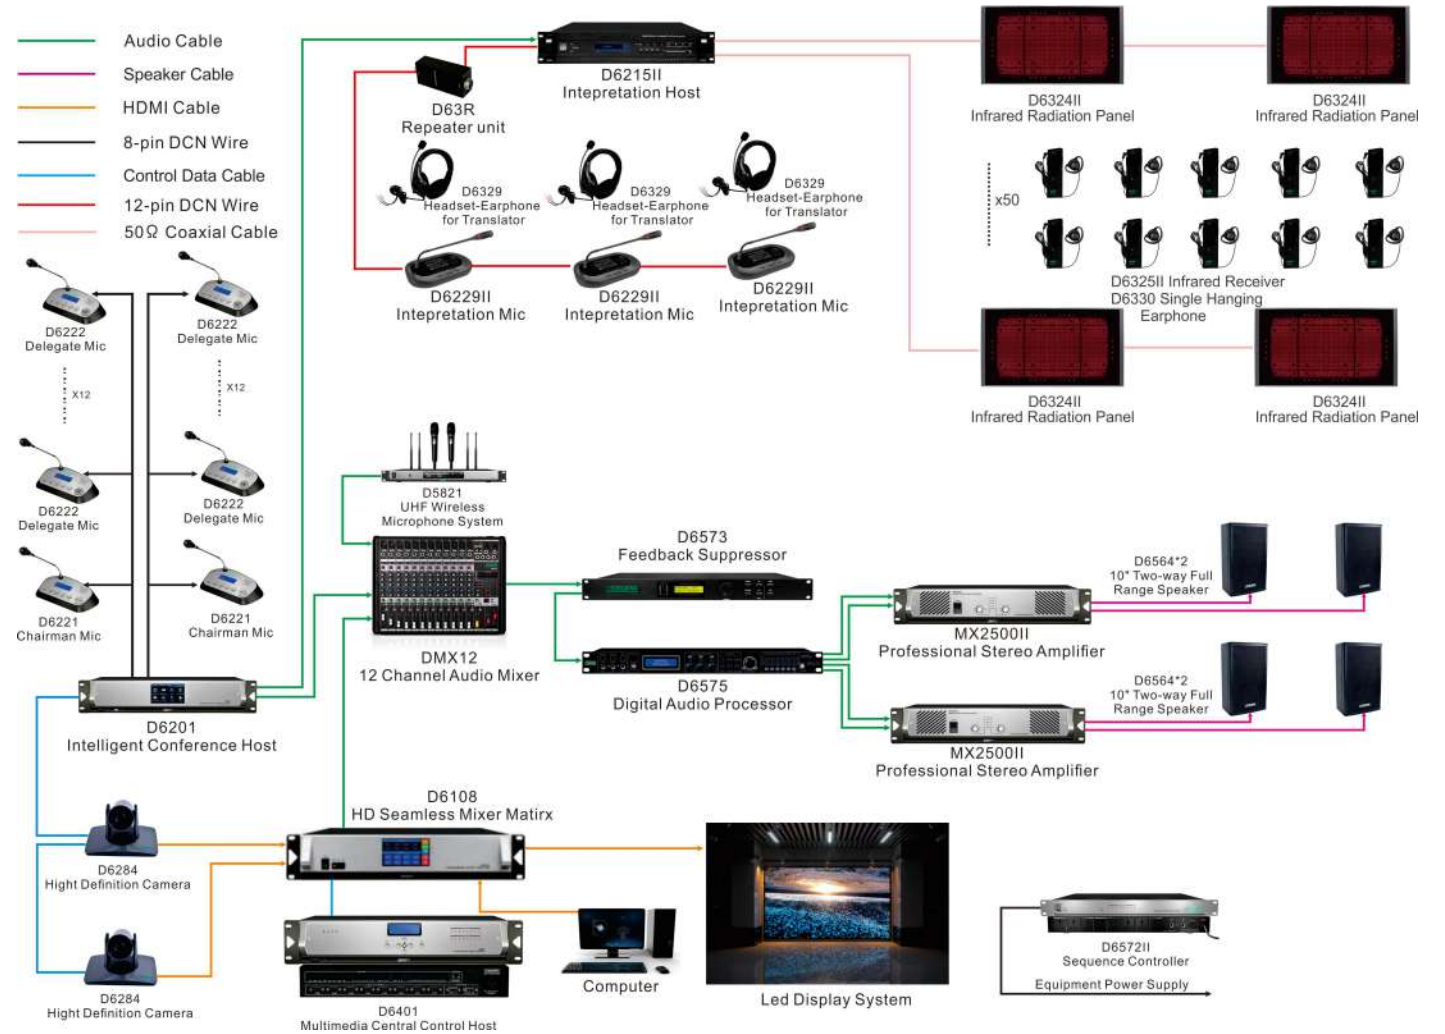 Audio Cable
Speaker Cable
HDMI Cable
8-pin DCN Wire
Control Data Cable
12-pin DCN Wire
50Ω Coaxial Cable
D6215II
Intepretation Host
D63R
Repeater unit
D6329
Headset-Earphone
for Translator
D6329
Headset-Earphone
for Translator
D6329
Headset-Earphone
for Translator
D6229II
Intepretation Mic
D6229II
Intepretation Mic
D6229II
Intepretation Mic
D6324II
Infrared Radiation Panel
D6324II
Infrared Radiation Panel
x50
D6325II Infrared Receiver
D6330 Single Hanging
Earphone
D6324II
Infrared Radiation Panel
D6324II
Infrared Radiation Panel
D6222
Delegate Mic
D6222
Delegate Mic
X12
X12
D6222
Delegate Mic
D6222
Delegate Mic
D6221
Chairman Mic
D6221
Chairman Mic
D6201
Intelligent Conference Host
D5821
UHF Wireless
Microphone System
DMX12
12 Channel Audio Mixer
D6573
Feedback Suppressor
D6575
Digital Audio Processor
MX2500II
Professional Stereo Amplifier
D6564*2
10" Two-way Full
Range Speaker
MX2500II
Professional Stereo Amplifier
D6564*2
10" Two-way Full
Range Speaker
D6284
Hight Definition Camera
D6284
Hight Definition Camera
D6108
HD Seamless Mixer Matirx
D6401
Multimedia Central Control Host
Computer
Led Display System
D6572II
Sequence Controller
Equipment Power Supply